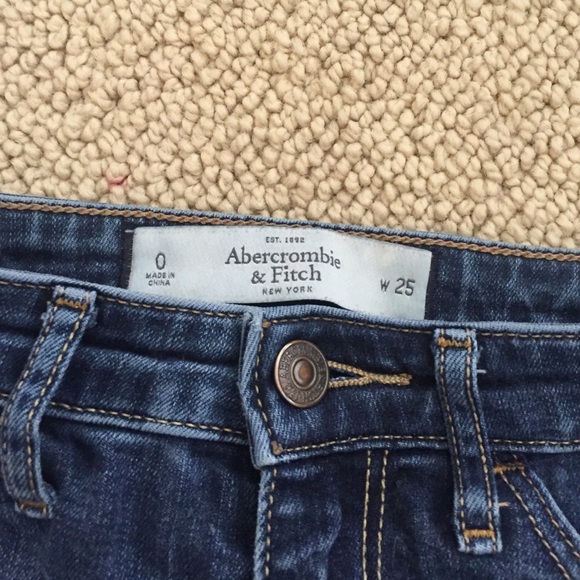 EST. 1892
Abercrombie
& Fitch
NEW YORK
0
MADE IN
CHINA
W 25